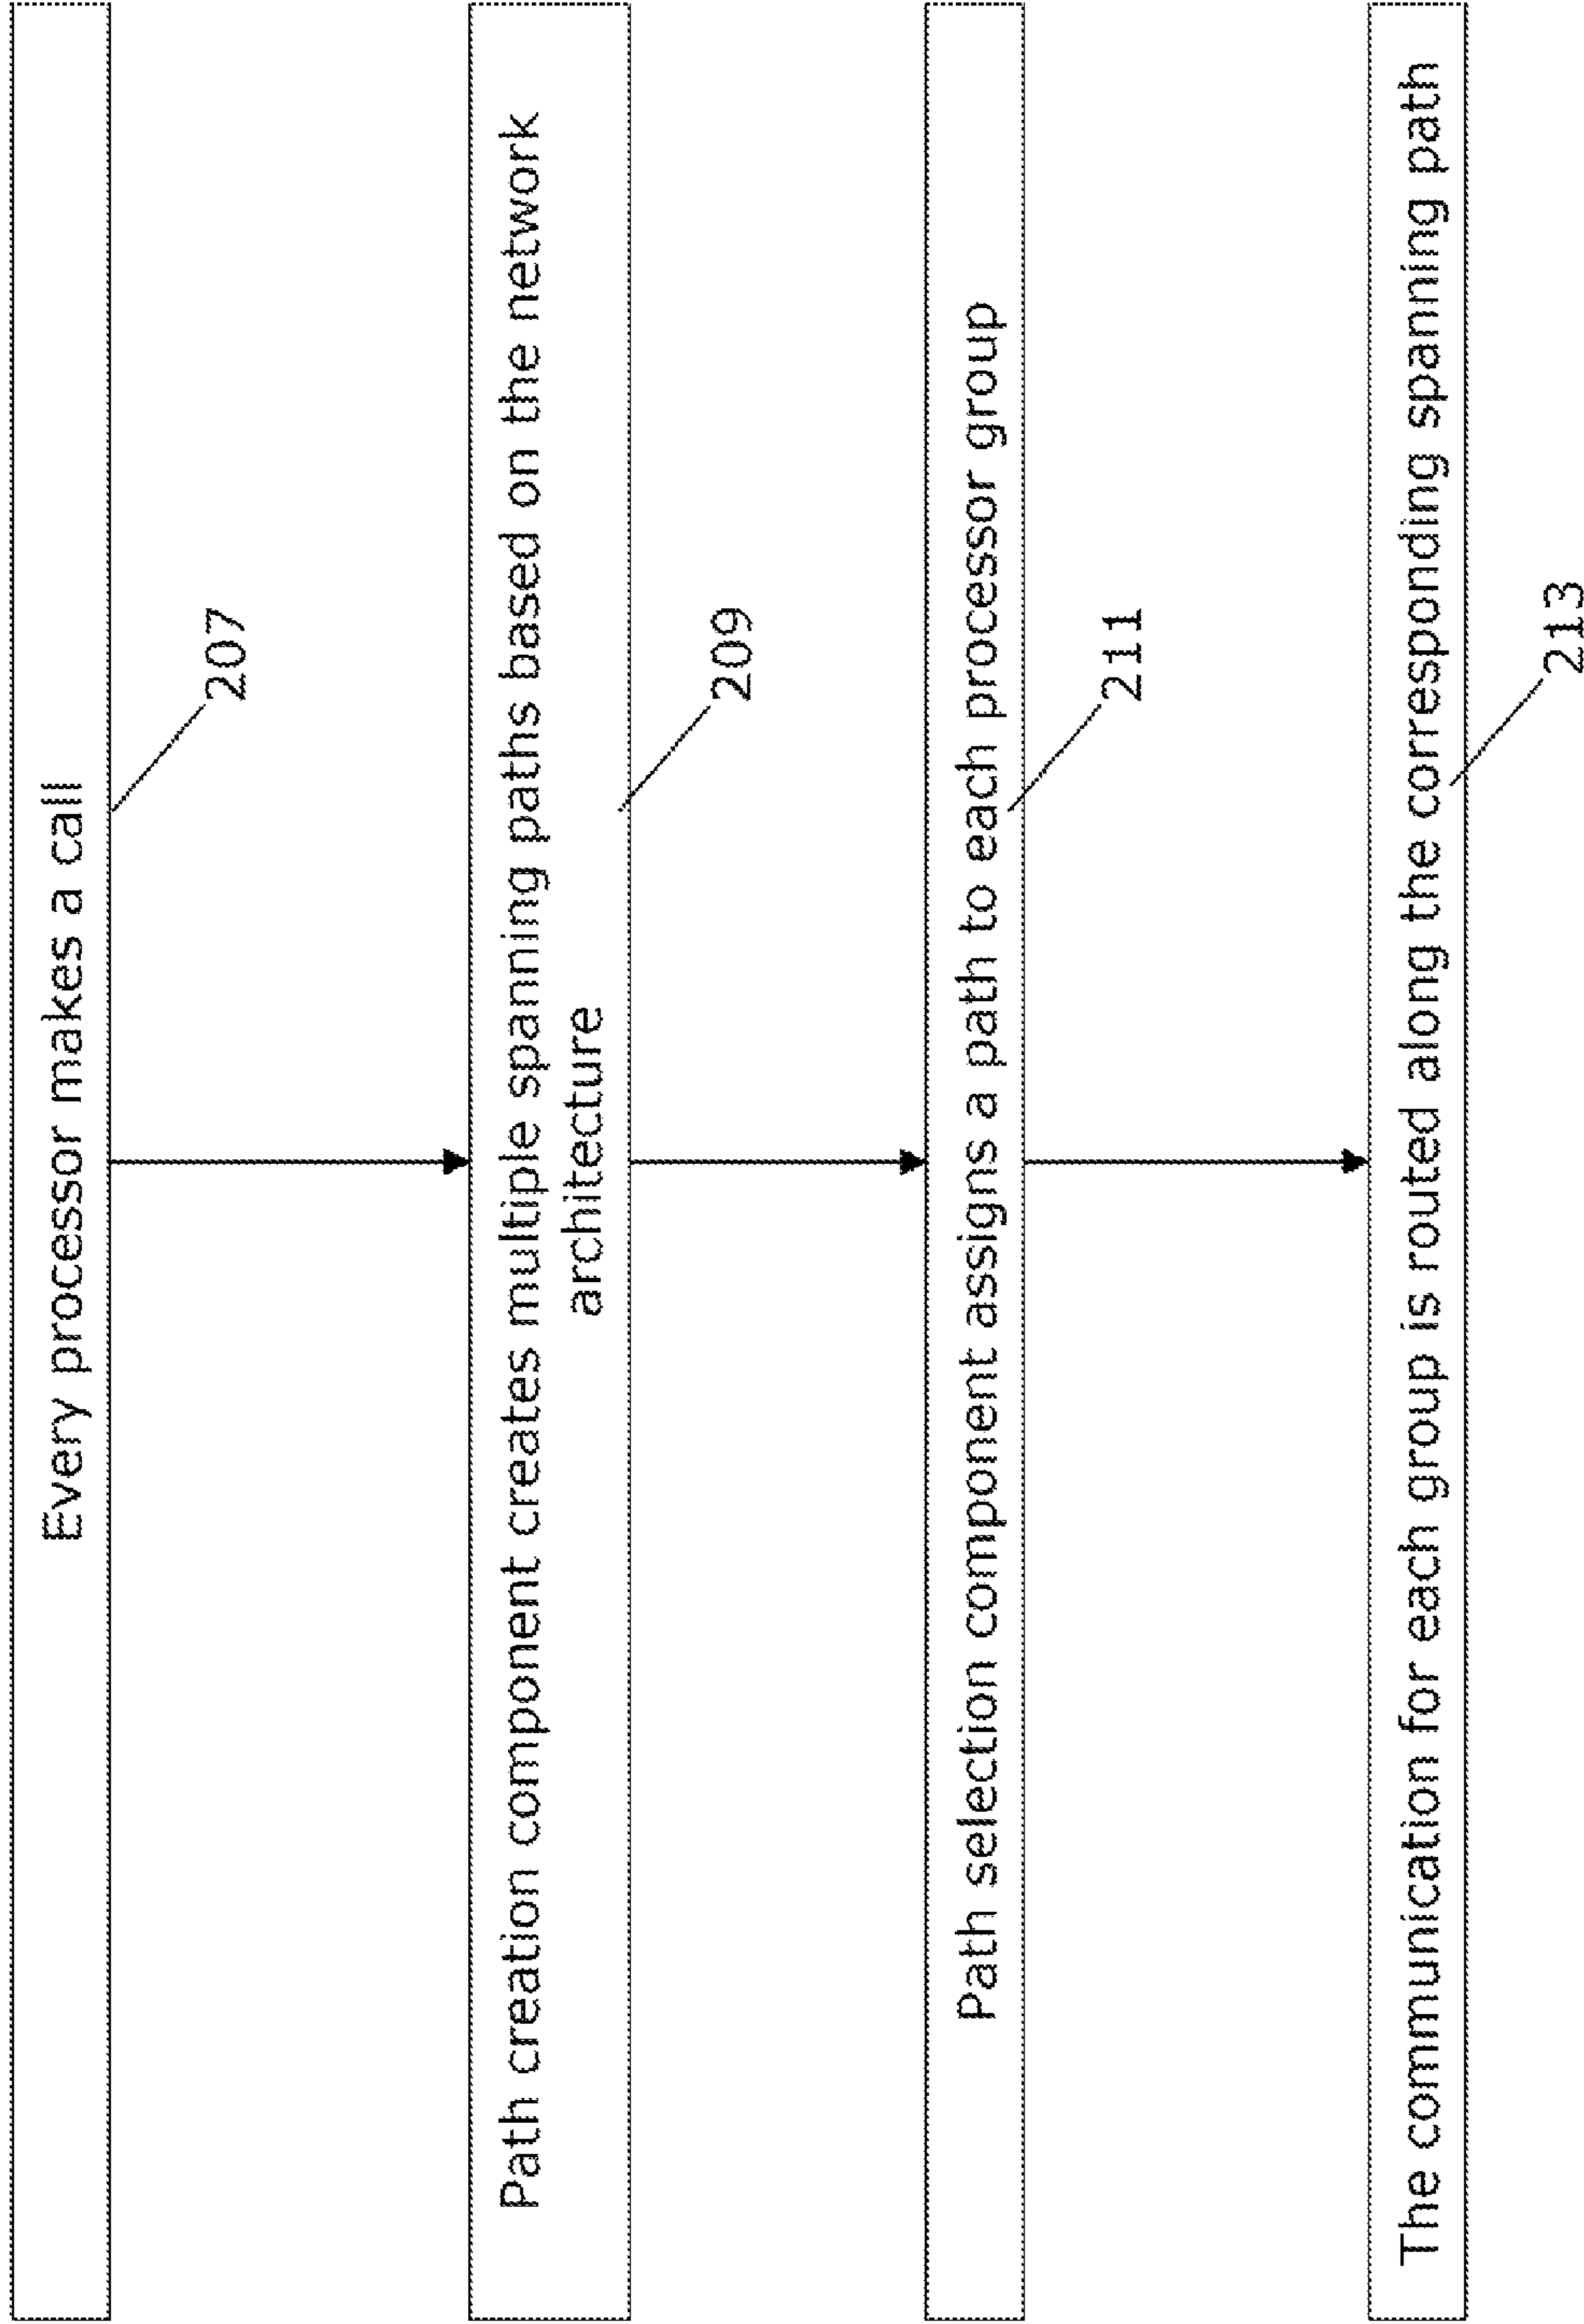 Every processor makes a call
207
Path creation component creates multiple spanning paths based on the network
architecture
209
Path selection component assigns a path to each processor group
211
The communication for each group is routed along the corresponding spanning path
213